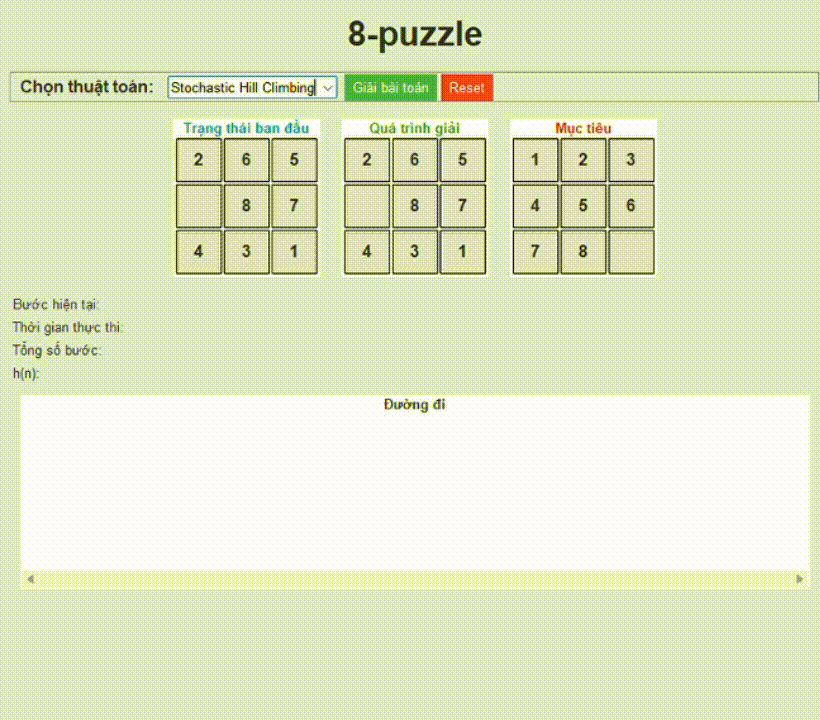 8-puzzle
Chọn thuật toán: Stochastic Hill Climbing Giải bài toán Reset
Trạng thái ban đầu Quá trình giải Mục tiêu
2 6 5 2 6 5 1 2 3
8 7 8 7 4 5 6
4 3 1 4 3 1 7 8
Bước hiện tại:
Thời gian thực thi:
Tổng số bước:
h(n):
Đường đi